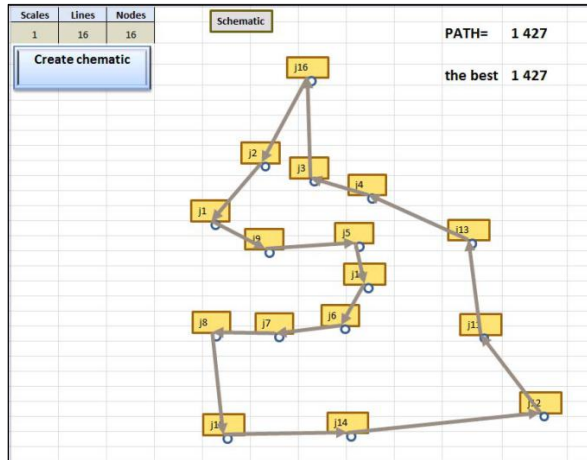 Scales Lines Nodes
1 16 16
Create chematic
Schematic
PATH= 1 427
the best 1 427
j16
j2
j3
j4
j1
j9
j5
j13
j8
j7
j6
j14
j12